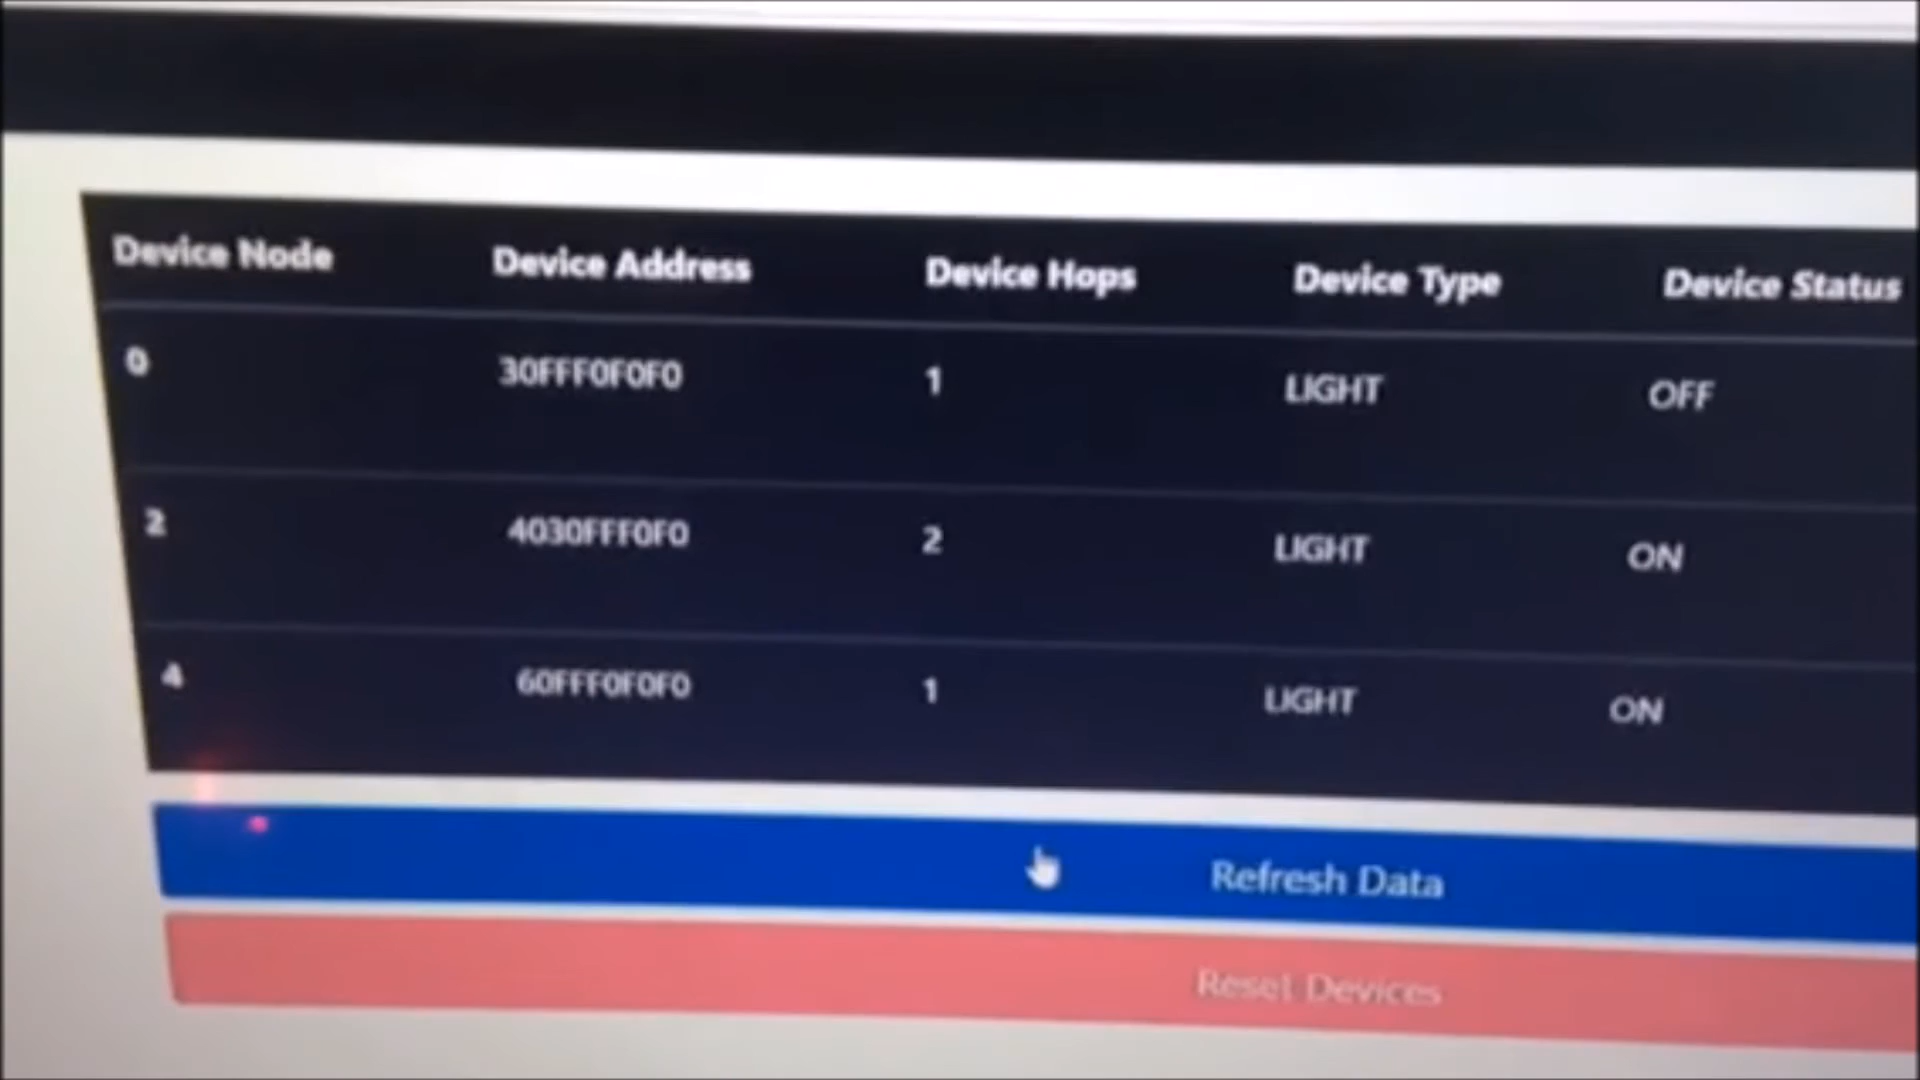 Device Node Device Address Device Hops Device Type Device Status
0 30FFF0F0F0 1 LIGHT OFF
2 4030FFF0F0 2 LIGHT ON
4 60FFF0F0F0 1 LIGHT ON
Refresh Data
Reset Devices